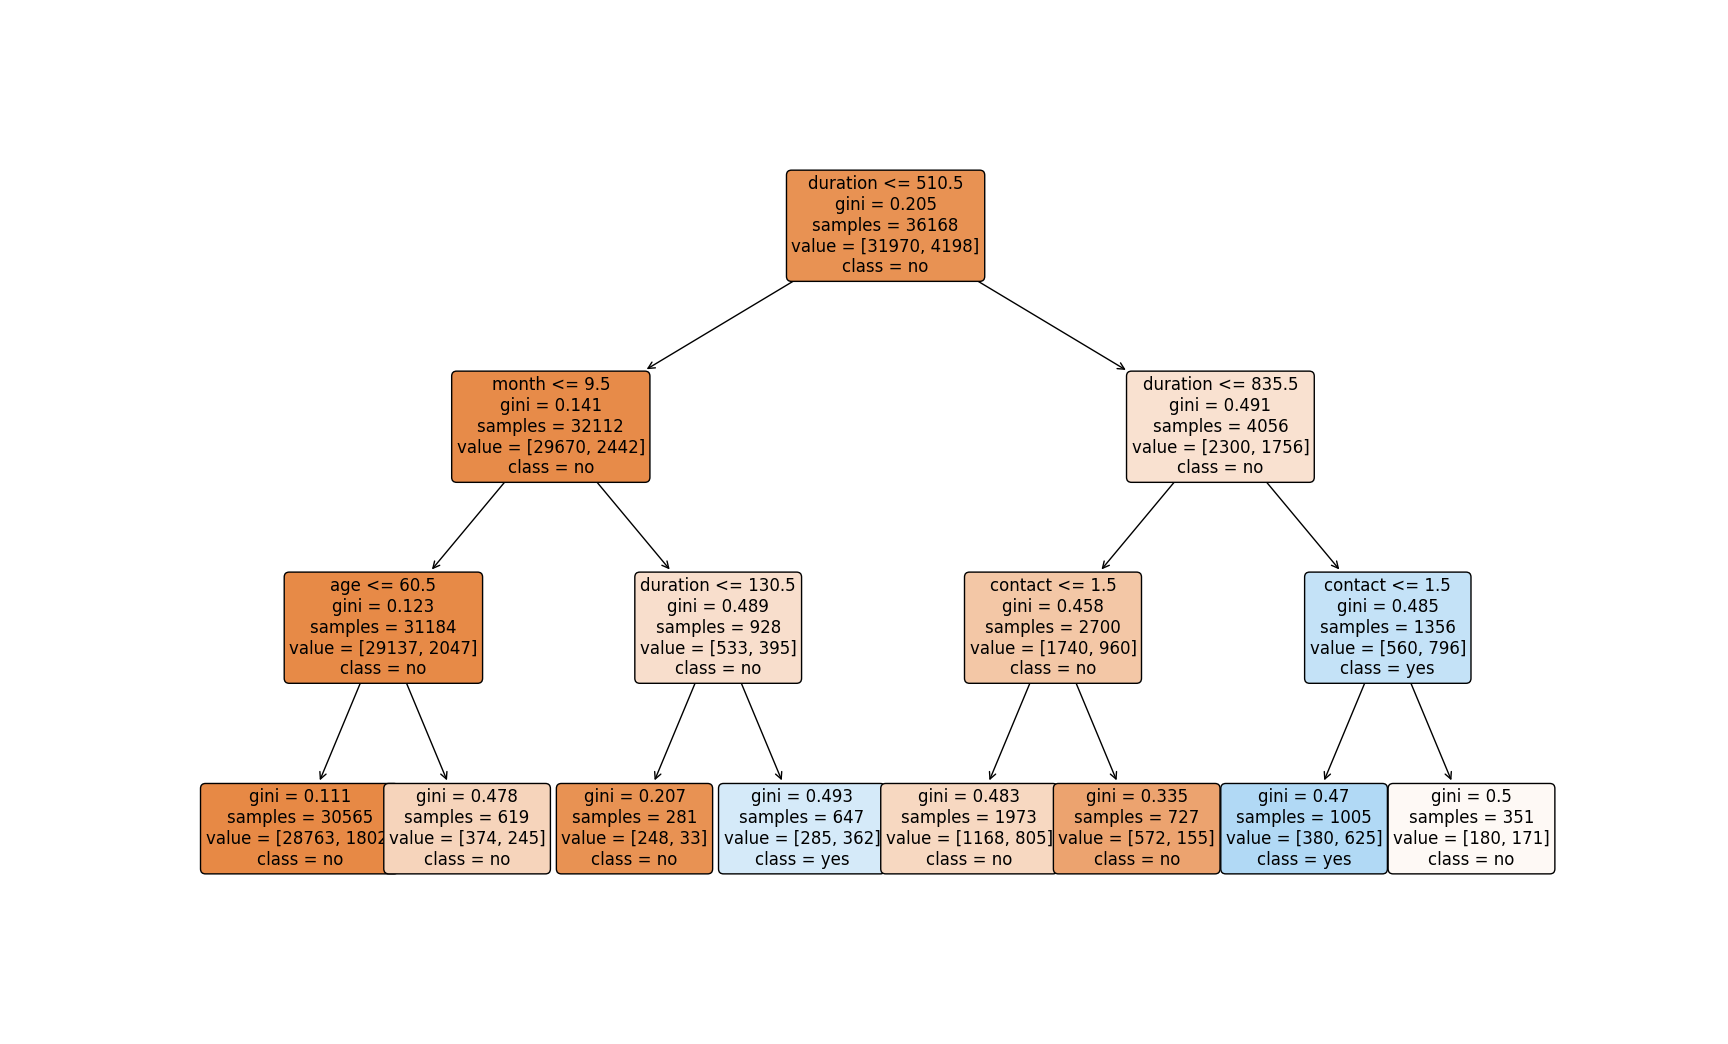 duration <= 510.5
gini = 0.205
samples = 36168
value = [31970, 4198]
class = no
month <= 9.5
gini = 0.141
samples = 32112
value = [29670, 2442]
class = no
duration <= 835.5
gini = 0.491
samples = 4056
value = [2300, 1756]
class = no
age <= 60.5
gini = 0.123
samples = 31184
value = [29137, 2047]
class = no
duration <= 130.5
gini = 0.489
samples = 928
value = [533, 395]
class = no
contact <= 1.5
gini = 0.458
samples = 2700
value = [1740, 960]
class = no
contact <= 1.5
gini = 0.485
samples = 1356
value = [560, 796]
class = yes
gini = 0.111
samples = 30565
value = [28763, 1802
class = no
gini = 0.478
samples = 619
value = [374, 245]
class = no
gini = 0.207
samples = 281
value = [248, 33]
class = no
gini = 0.493
samples = 647
value = [285, 362]
class = yes
gini = 0.483
samples = 1973
value = [1168, 805]
class = no
gini = 0.335
samples = 727
value = [572, 155]
class = no
gini = 0.47
samples = 1005
value = [380, 625]
class = yes
gini = 0.5
samples = 351
value = [180, 171]
class = no